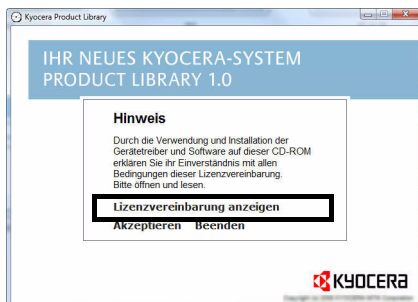 Kyocera Product Library
IHR NEUES KYOCERA-SYSTEM
PRODUCT LIBRARY 1.0
Hinweis
Durch die Verwendung und Installation der
Gerätetreiber und Software auf dieser CD-ROM
erklären Sie ihr Einverständnis mit allen
Bedingungen dieser Lizenzvereinbarung.
Bitte öffnen und lesen.
Lizenzvereinbarung anzeigen
Akzeptieren Beenden
KYOCERA